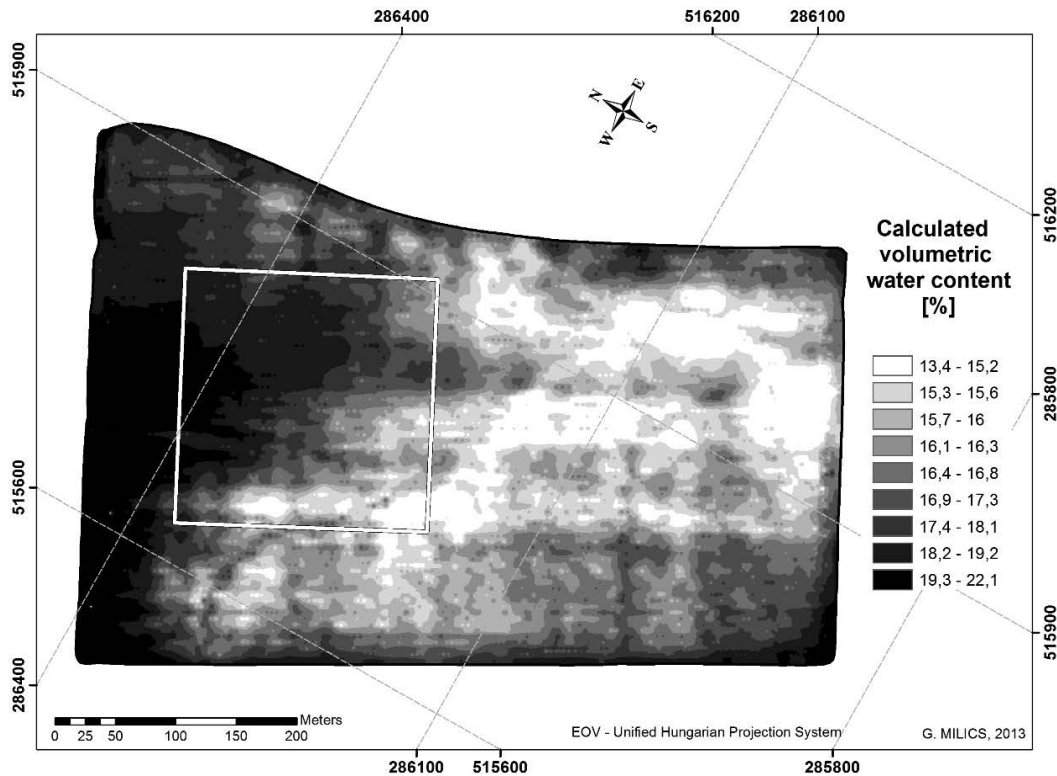 286400
516200
286100
515900
N
E
W
S
516200
Calculated
volumetric
water content
[%]
13,4 - 15,2
15,3 - 15,6
15,7 - 16
16,1 - 16,3
16,4 - 16,8
16,9 - 17,3
17,4 - 18,1
18,2 - 19,2
19,3 - 22,1
285800
515600
515900
286400
Meters
0 25 50 100 150 200
EOV - Unified Hungarian Projection System
G. MILICS, 2013
286100
515600
285800